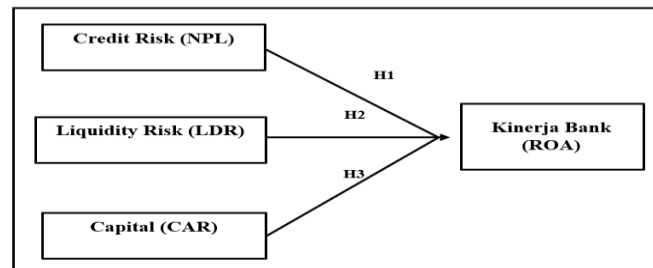 Credit Risk (NPL)
H1
Liquidity Risk (LDR)
H2
Kinerja Bank
(ROA)
H3
Capital (CAR)